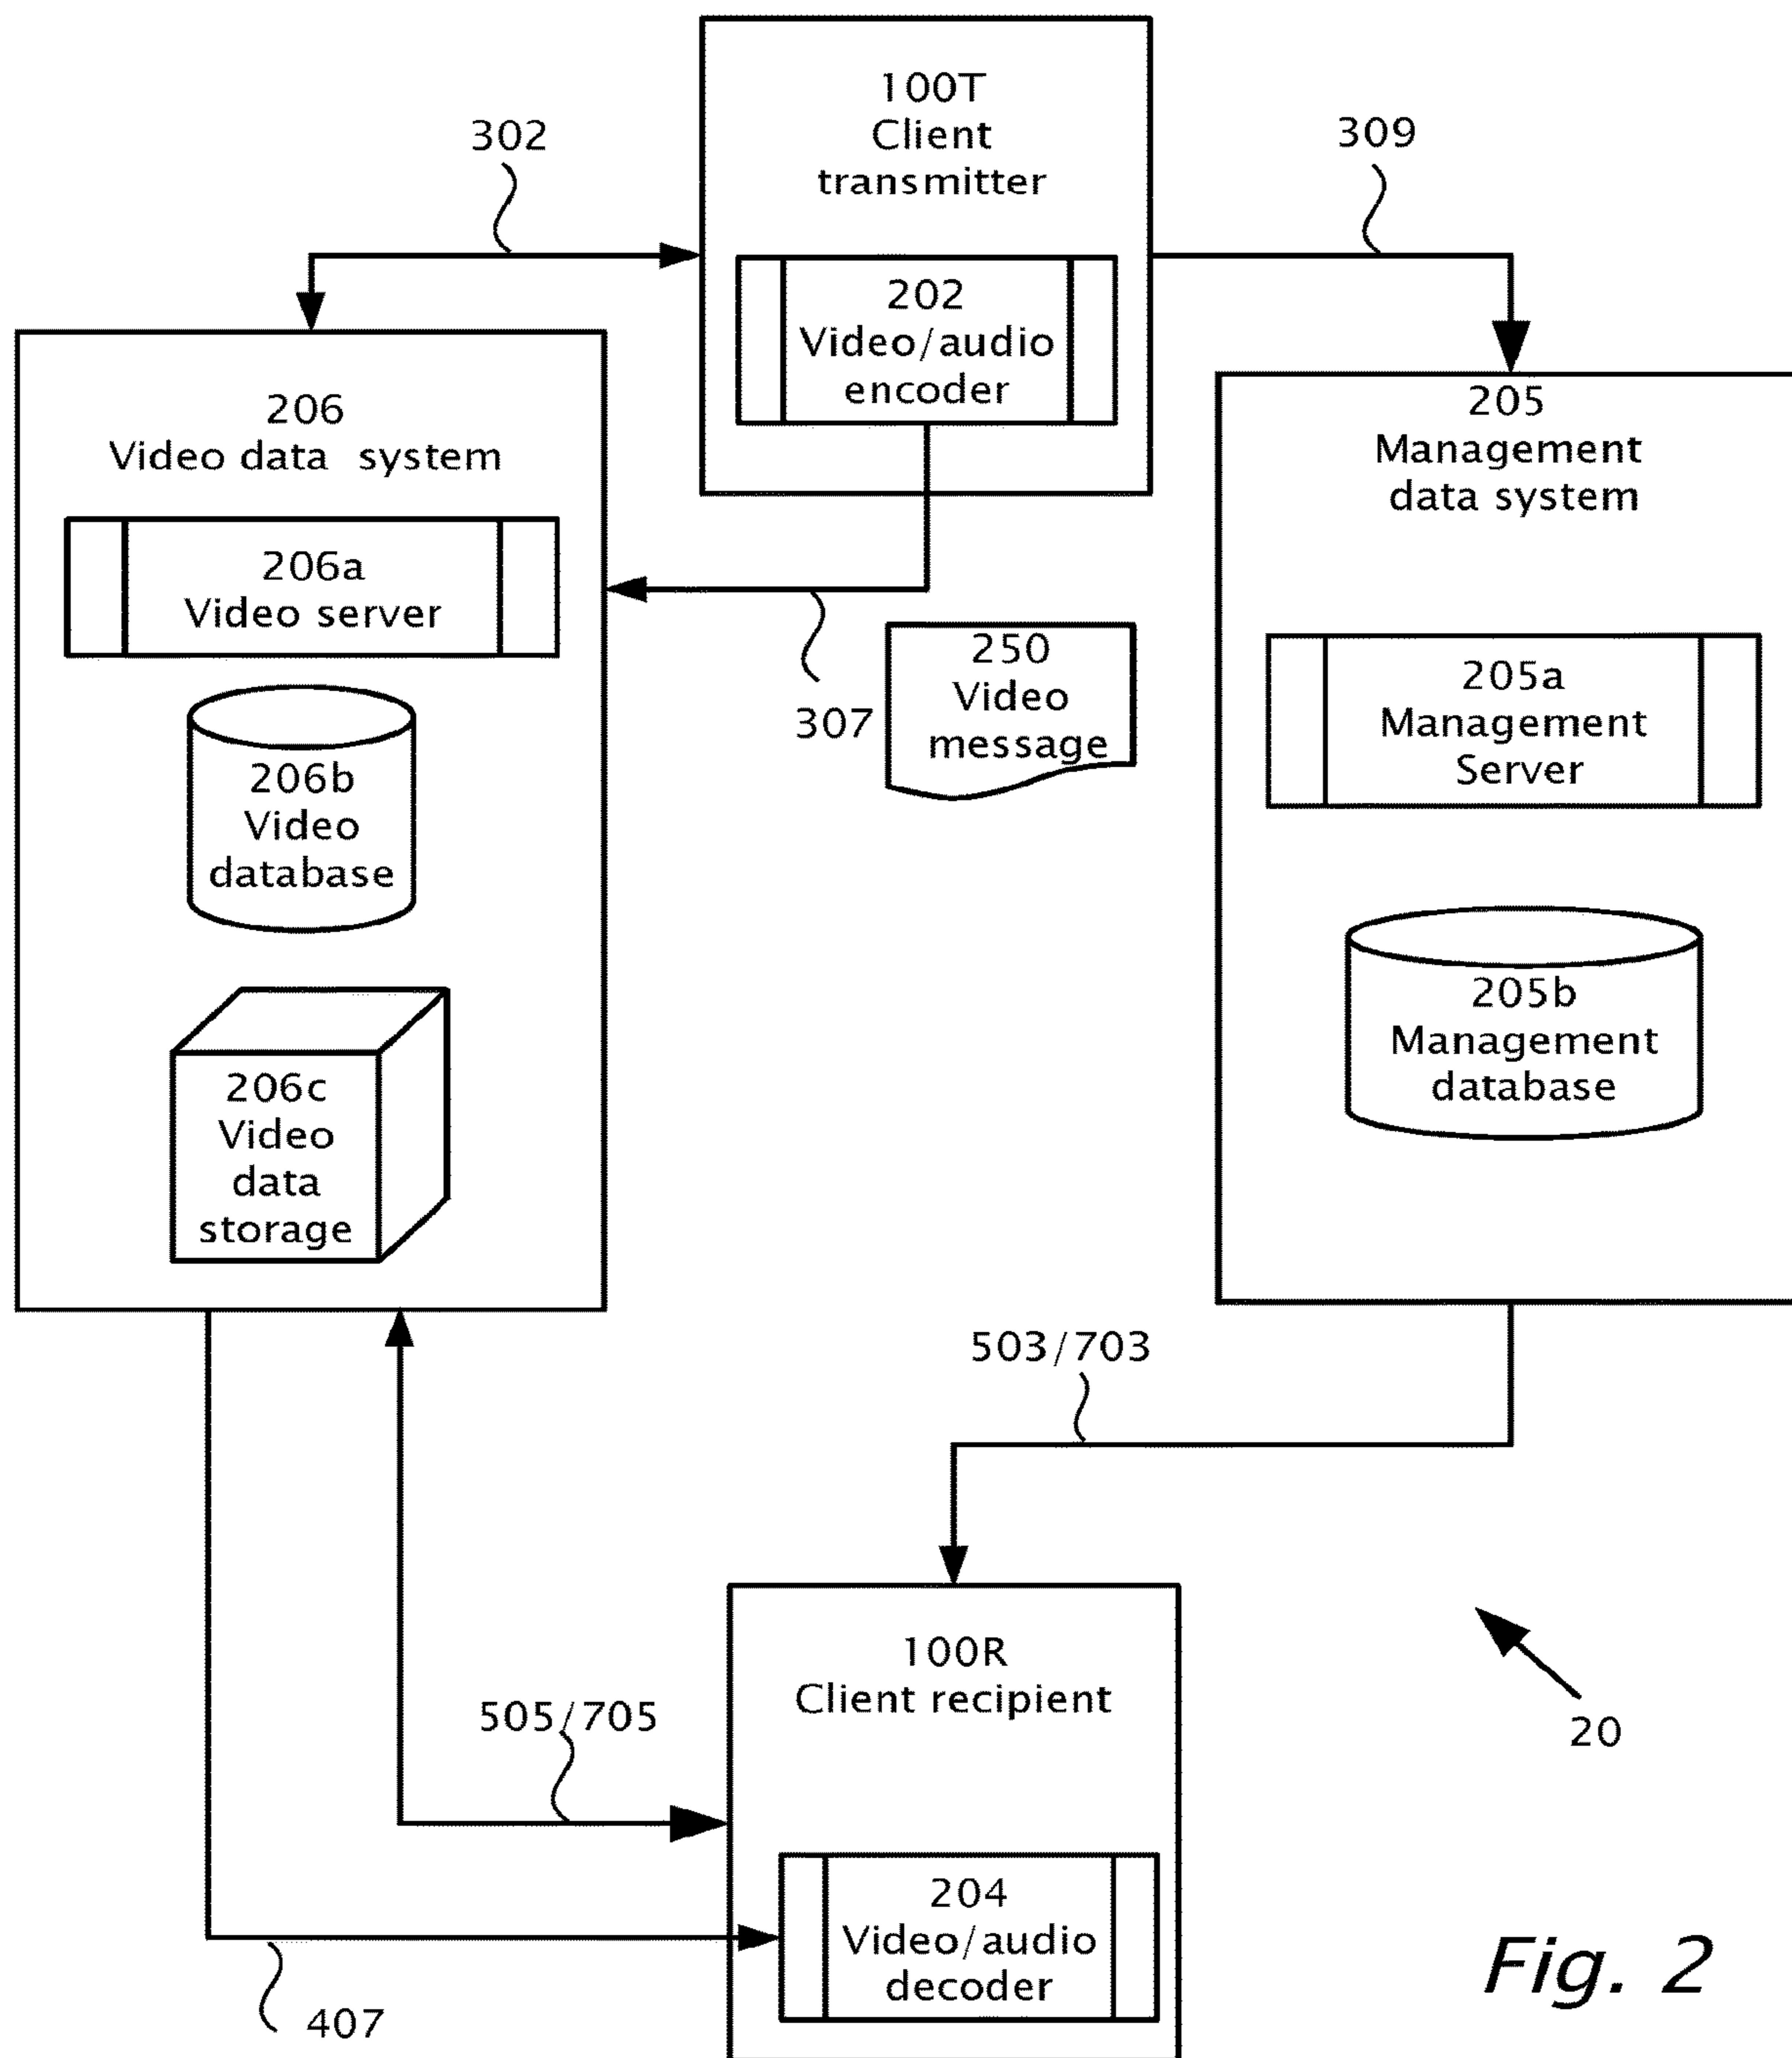 100T
Client
transmitter
302
309
202
Video/audio
encoder
206
Video data system
205
Management
data system
206a
Video server
250
Video
message
307
205a
Management
Server
206b
Video
database
205b
Management
database
206c
Video
data
storage
503/703
100R
Client recipient
505/705
20
204
Video/audio
decoder
407
Fig. 2